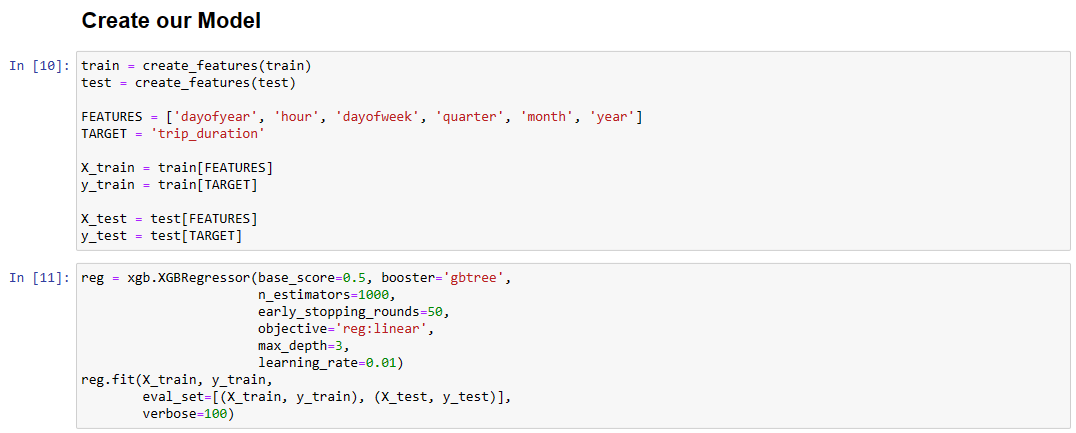 Create our Model
In [10]:
train = create_features(train)
test = create_features(test)
FEATURES = ['dayofyear', 'hour', 'dayofweek', 'quarter', 'month', 'year']
TARGET = 'trip_duration'
X_train = train[FEATURES]
y_train = train[TARGET]
X_test = test[FEATURES]
y_test = test[TARGET]
In [11]:
reg = xgb.XGBRegressor(base_score=0.5, booster='gbtree',
n_estimators=1000,
early_stopping_rounds=50,
objective='reg:linear',
max_depth=3,
learning_rate=0.01)
reg.fit(X_train, y_train,
eval_set=[(X_train, y_train), (X_test, y_test)],
verbose=100)